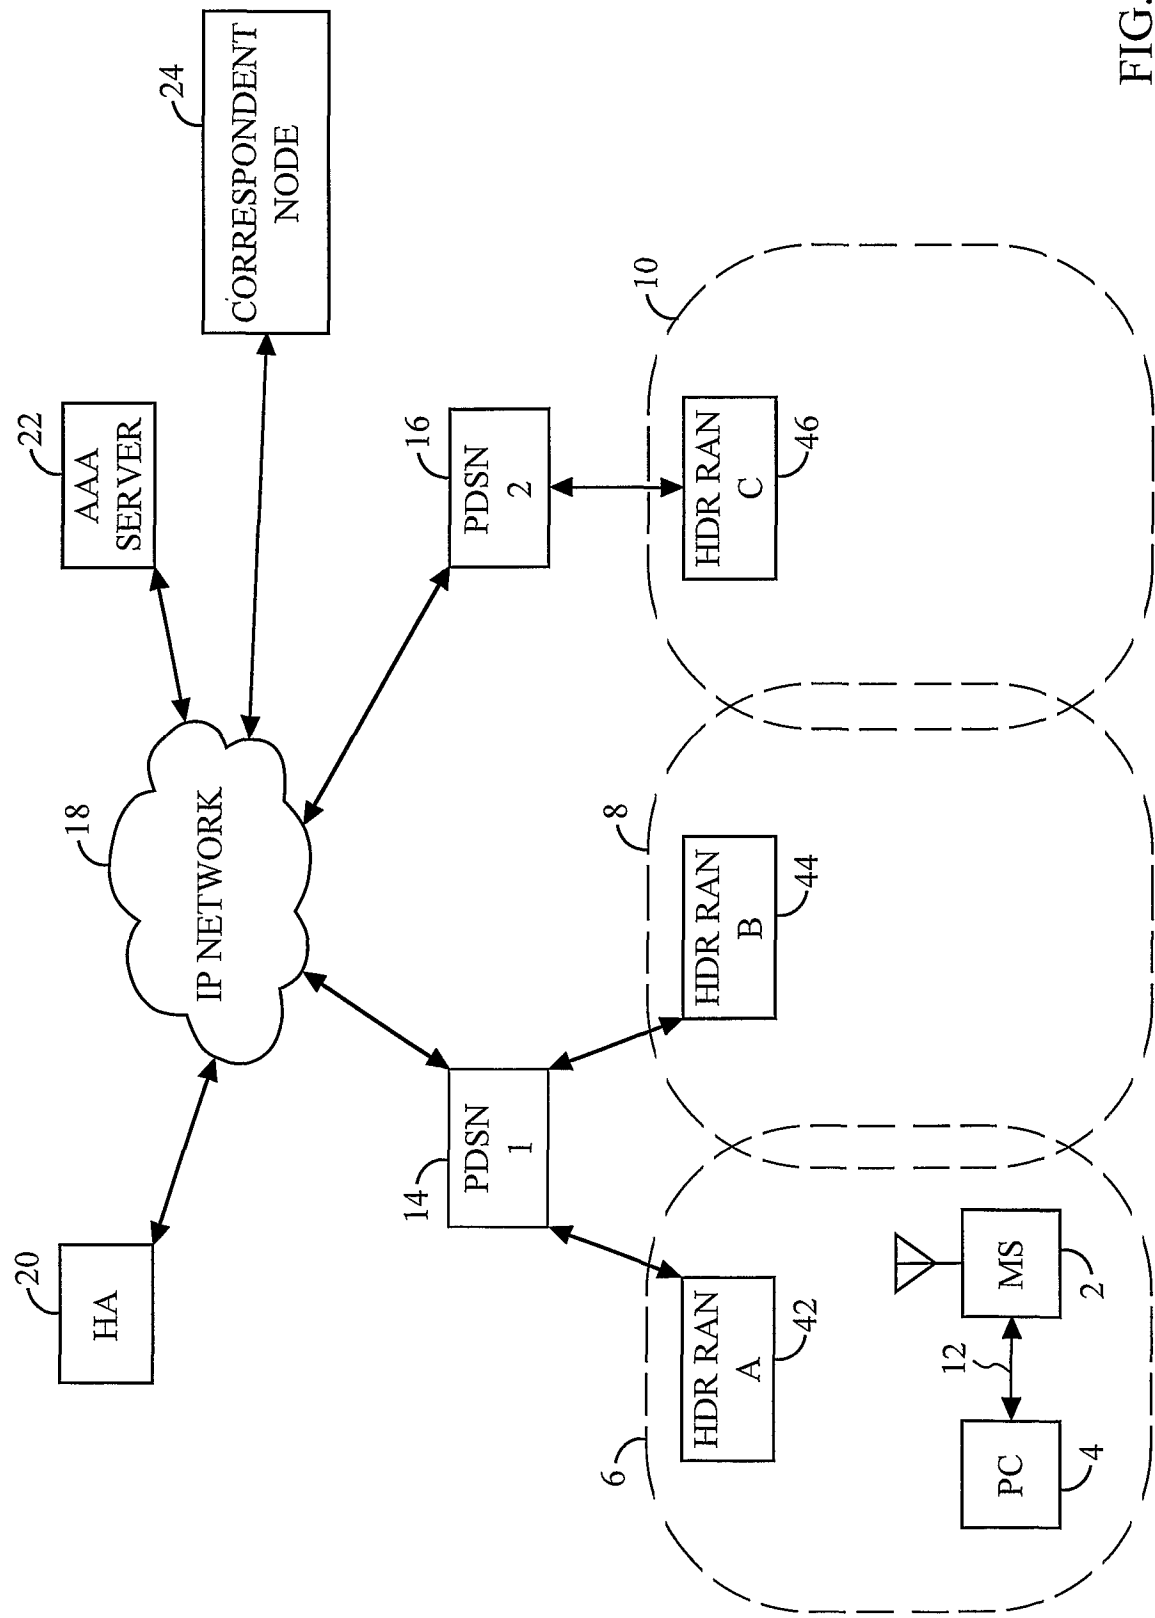 20
HA
18
IP NETWORK
22
AAA
SERVER
24
CORRESPONDENT
NODE
14
PDSN
1
16
PDSN
2
6
HDR RAN
A
42
8
HDR RAN
B
44
10
HDR RAN
C
46
PC
4
12
MS
2
FIG.